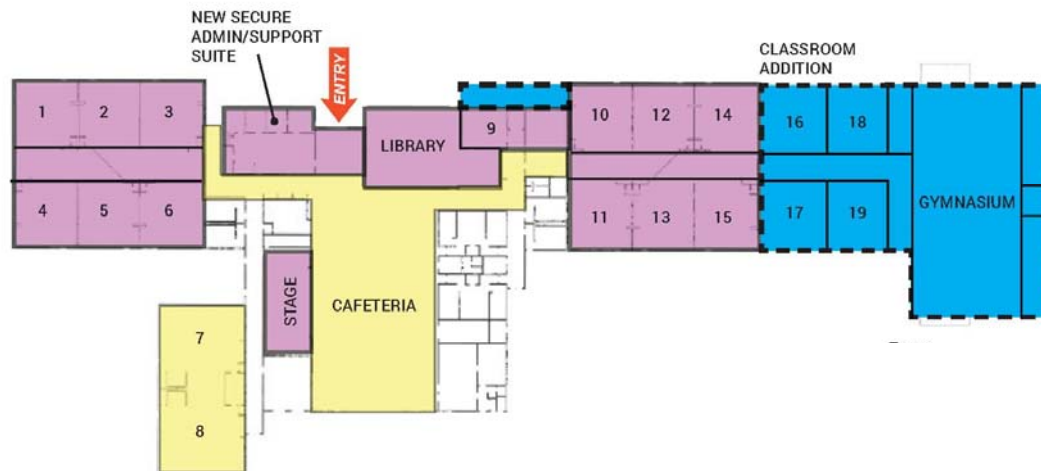 NEW SECURE
ADMIN/SUPPORT
SUITE
ENTRY
CLASSROOM
ADDITION
1
2
3
9
10
12
14
16
18
LIBRARY
4
5
6
11
13
15
17
19
GYMNASIUM
STAGE
CAFETERIA
7
8